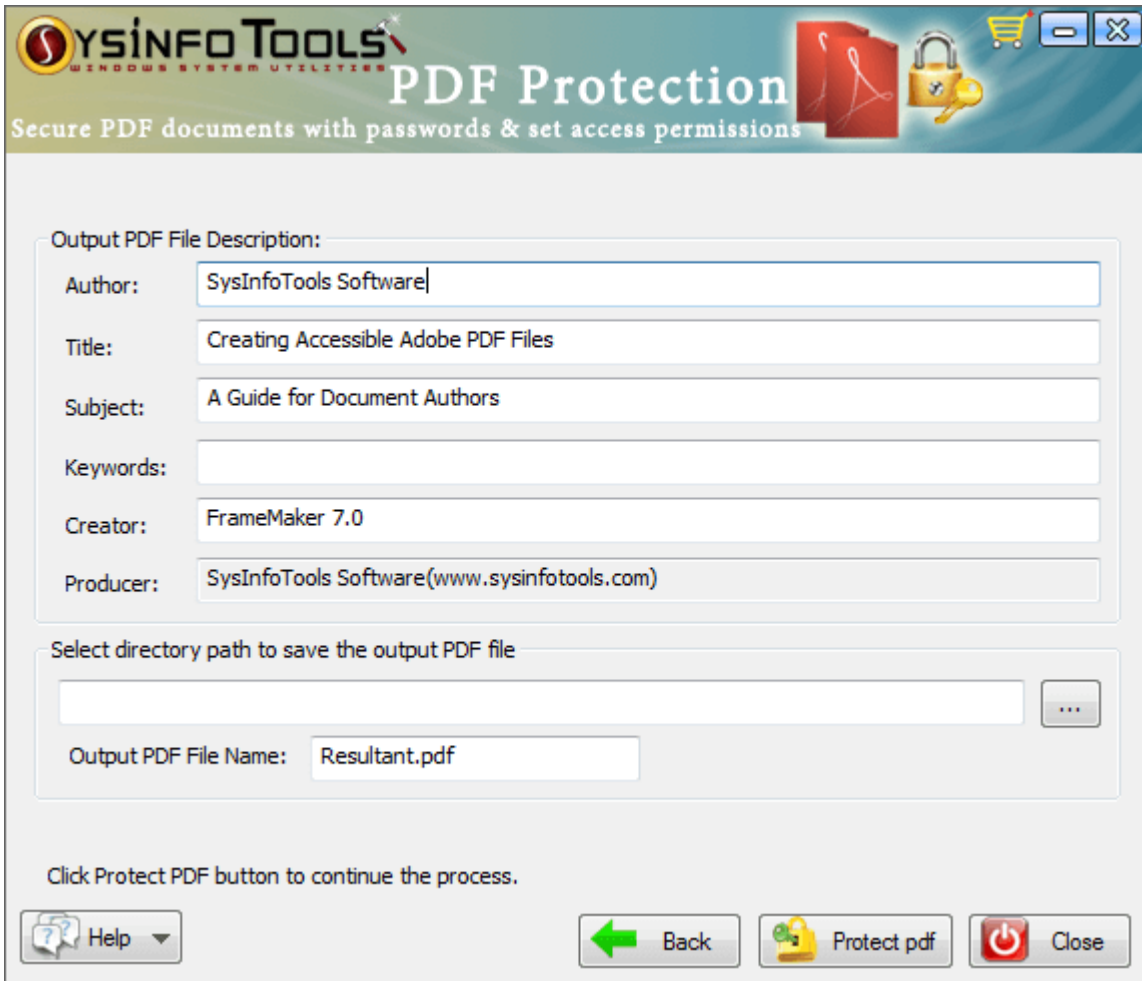 SYSINFO TOOLS
WINDOWS SYSTEM UTILITIES
PDF Protection
Secure PDF documents with passwords & set access permissions
Output PDF File Description:
Author: SysInfoTools Software
Title: Creating Accessible Adobe PDF Files
Subject: A Guide for Document Authors
Keywords:
Creator: FrameMaker 7.0
Producer: SysInfoTools Software(www.sysinfotools.com)
Select directory path to save the output PDF file
...
Output PDF File Name: Resultant.pdf
Click Protect PDF button to continue the process.
Help Back Protect pdf Close